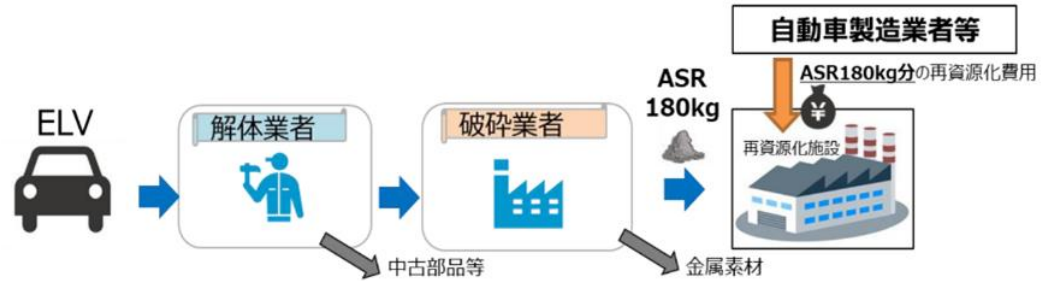 自動車製造業者等
ASR180kg分の再資源化費用
ASR
180kg
ELV
解体業者
破砕業者
¥
再資源化施設
中古部品等
金属素材